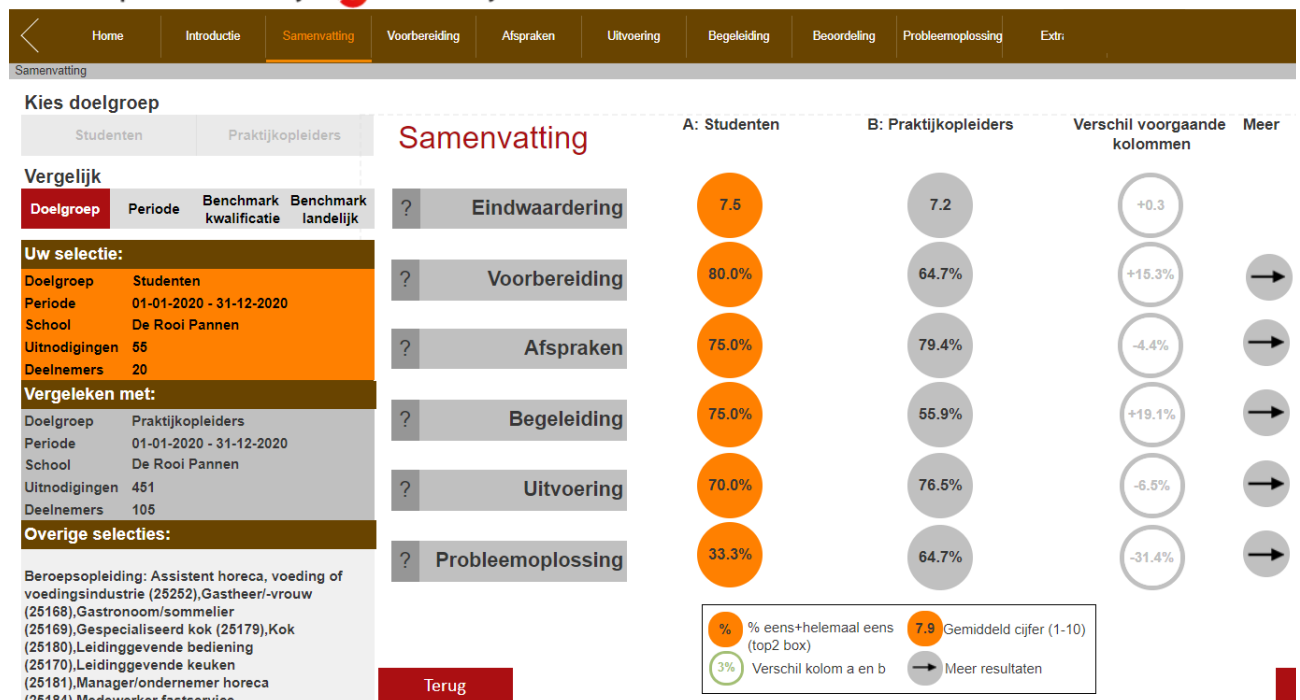 Home Introductie Samenvatting Voorbereiding Afspraken Uitvoering Begeleiding Beoordeling Probleemoplossing Extra
Samenvatting
Kies doelgroep
Studenten Praktijkopleiders
Vergelijk
Doelgroep Periode Benchmark kwalificatie Benchmark landelijk
Uw selectie:
Doelgroep Studenten
Periode 01-01-2020 - 31-12-2020
School De Rooi Pannen
Uitnodigingen 55
Deelnemers 20
Vergeleken met:
Doelgroep Praktijkopleiders
Periode 01-01-2020 - 31-12-2020
School De Rooi Pannen
Uitnodigingen 451
Deelnemers 105
Overige selecties:
Beroepsopleiding: Assistent horeca, voeding of
voedingsindustrie (25252),Gastheer/-vrouw
(25168),Gastronoom/sommelier
(25169),Gespecialiseerd kok (25179),Kok
(25180),Leidinggevende bediening
(25170),Leidinggevende keuken
(25181),Manager/ondernemer horeca
(25184),Medewerker fastservice
Samenvatting
A: Studenten B: Praktijkopleiders Verschil voorgaande kolommen Meer
? Eindwaardering 7.5 7.2 +0.3
? Voorbereiding 80.0% 64.7% +15.3%
? Afspraken 75.0% 79.4% -4.4%
? Begeleiding 75.0% 55.9% +19.1%
? Uitvoering 70.0% 76.5% -6.5%
? Probleemoplossing 33.3% 64.7% -31.4%
% % eens+helemaal eens (top2 box) 7.9 Gemiddeld cijfer (1-10)
3% Verschil kolom a en b Meer resultaten
Terug